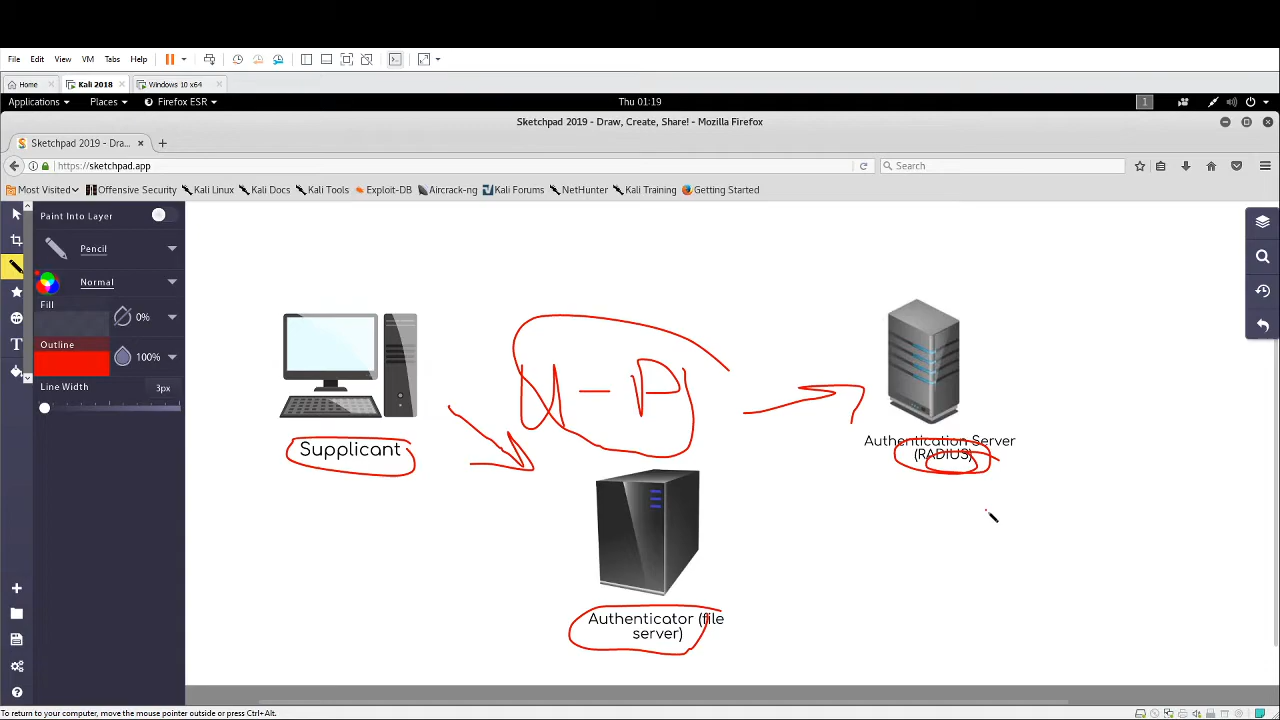 File Edit View VM Tabs Help
Home Kali 2018 Windows 10 x64
Applications Places Firefox ESR Thu 01:19 1
Sketchpad 2019 - Draw, Create, Share! - Mozilla Firefox
Sketchpad 2019 - Dra...
https://sketchpad.app Search
Most Visited Offensive Security Kali Linux Kali Docs Kali Tools Exploit-DB Aircrack-ng Kali Forums NetHunter Kali Training Getting Started
Paint Into Layer
Pencil
Normal
Fill
0%
Outline
100%
Line Width 3px
U - P
Supplicant
Authentication Server
(RADIUS)
Authenticator (file
server)
To return to your computer, move the mouse pointer outside or press Ctrl+Alt.